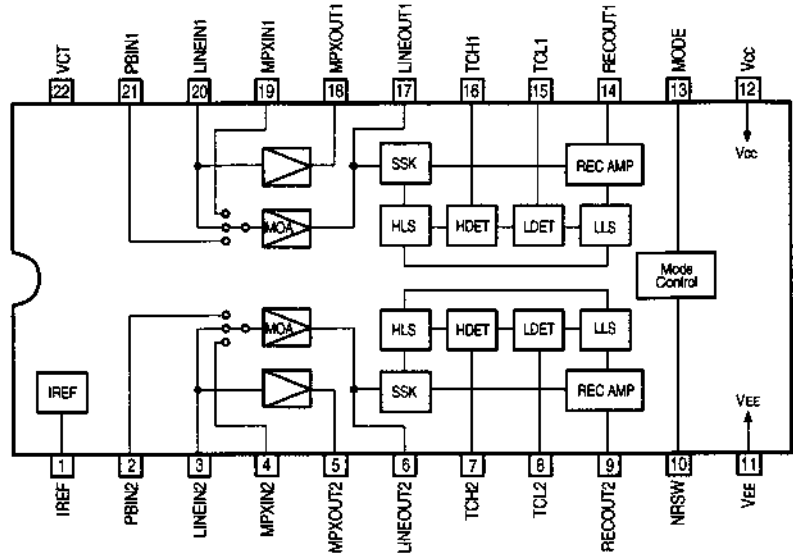 VCT
PBIN1
LINEIN1
MPXIN1
MPXOUT1
LINEOUT1
TCH1
TCL1
RECOUT1
MODE
Vcc
22
21
20
19
18
17
16
15
14
13
12
Vcc
SSK
REC AMP
MOA
HLS
HDET
LDET
LLS
Mode
Control
MOA
HLS
HDET
LDET
LLS
IREF
SSK
REC AMP
VEE
1
2
3
4
5
6
7
8
9
10
11
IREF
PBIN2
LINEIN2
MPXIN2
MPXOUT2
LINEOUT2
TCH2
TCL2
RECOUT2
NRSW
VEE